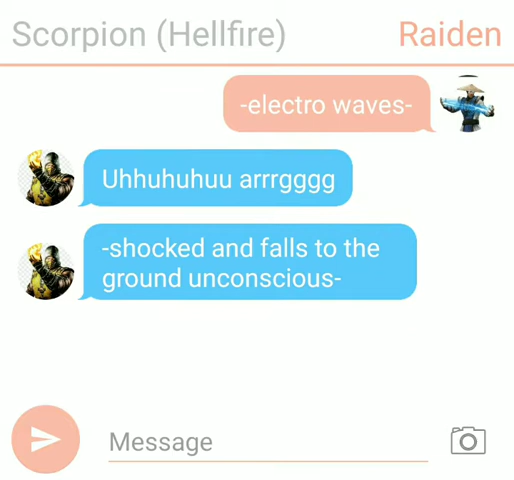 Scorpion (Hellfire) Raiden
-electro waves-
Uhhuhuhuu arrrgggg
-shocked and falls to the
ground unconscious-
Message